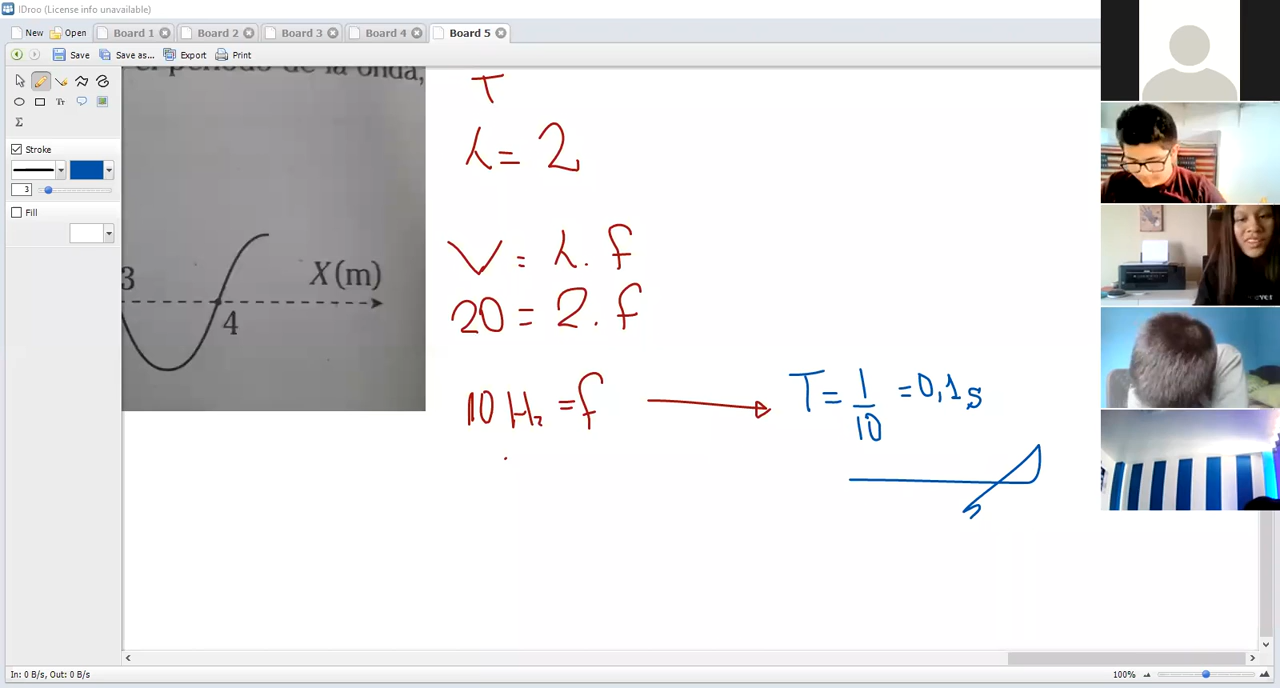 IDroo (License info unavailable)
New Open Board 1 Board 2 Board 3 Board 4 Board 5
Save Save as... Export Print
el periodo de la onda,
T
Tr
Σ
λ = 2
Stroke
3
Fill
V = λ . f
3 X(m)
20 = 2 . f
4
10 Hz = f → T = 1/10 = 0,1 s
In: 0 B/s, Out: 0 B/s 100%